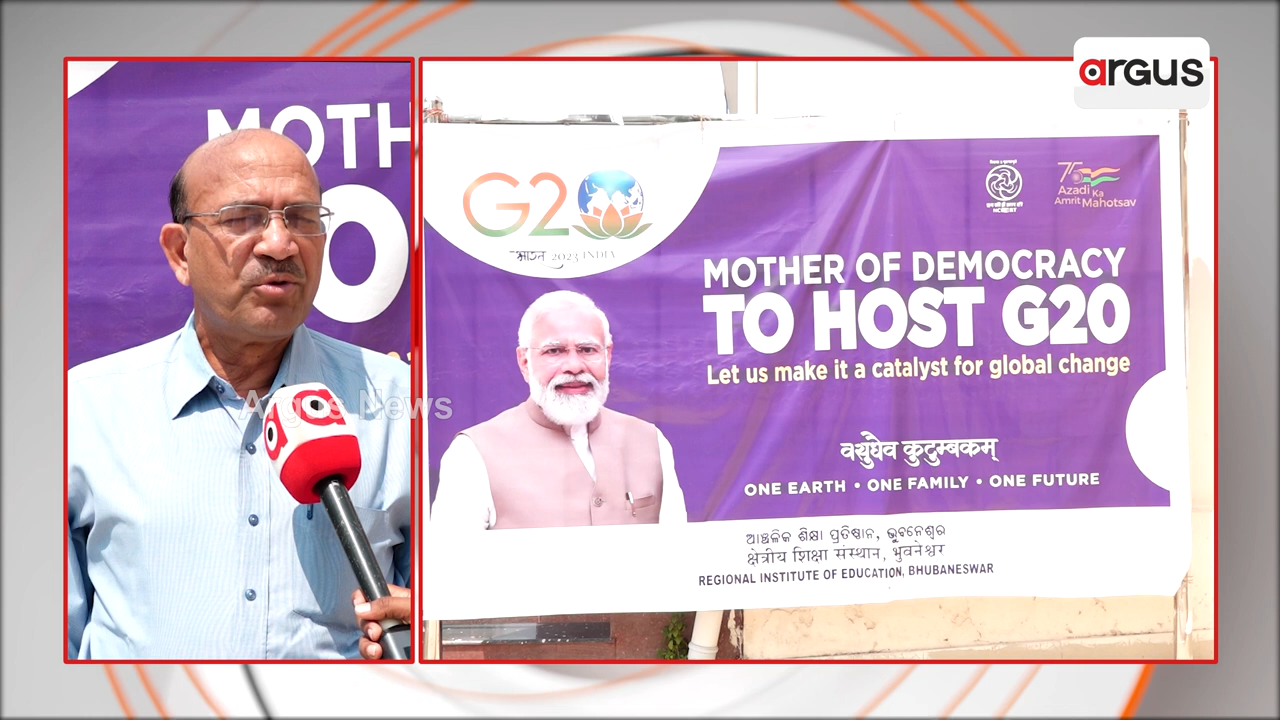 argus
MOTH
O
Argus News
G20
भारत 2023 INDIA
NCERT
75
Azadi Ka
Amrit Mahotsav
MOTHER OF DEMOCRACY
TO HOST G20
Let us make it a catalyst for global change
वसुधैव कुटुम्बकम्
ONE EARTH • ONE FAMILY • ONE FUTURE
ଆଞ୍ଚଳିକ ଶିକ୍ଷା ପ୍ରତିଷ୍ଠାନ, ଭୁବନେଶ୍ୱର
क्षेत्रीय शिक्षा संस्थान, भुवनेश्वर
REGIONAL INSTITUTE OF EDUCATION, BHUBANESWAR